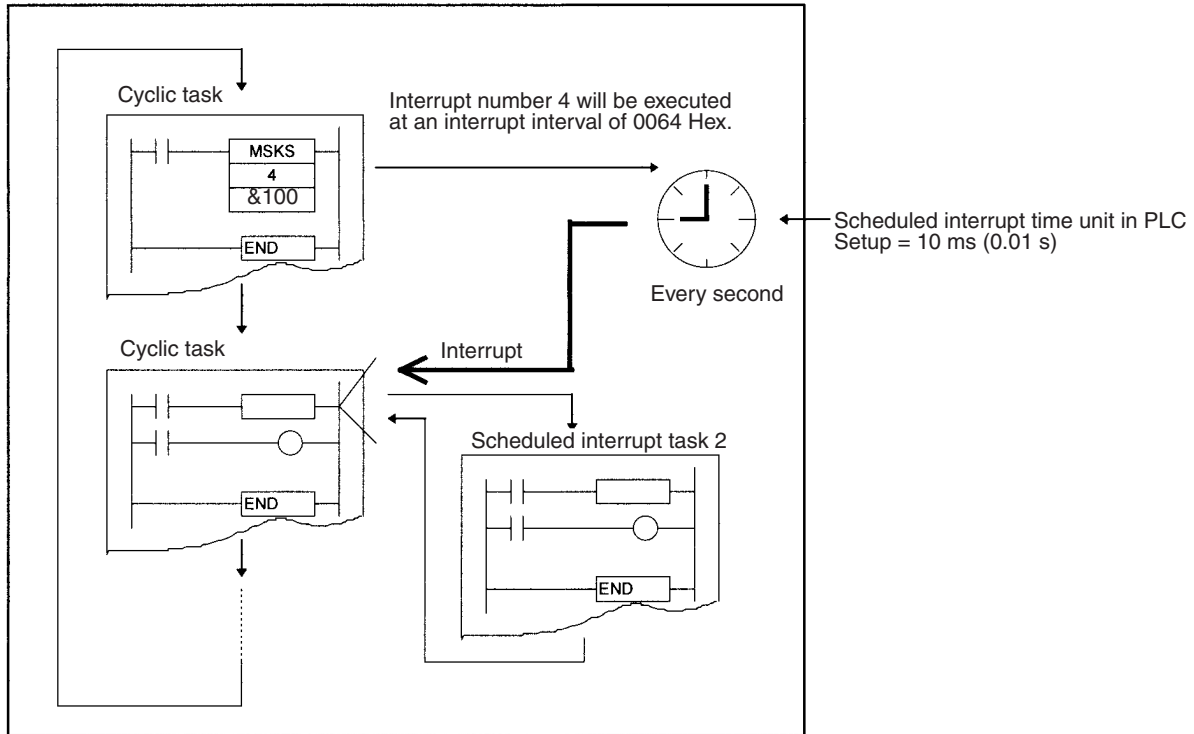 Cyclic task
Interrupt number 4 will be executed
at an interrupt interval of 0064 Hex.
MSKS
4
&100
END
Scheduled interrupt time unit in PLC
Setup = 10 ms (0.01 s)
Every second
Cyclic task
Interrupt
END
Scheduled interrupt task 2
END